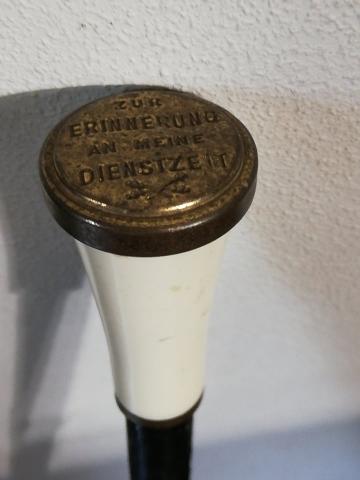 ZUR
ERINNERUNG
AN MEINE
DIENSTZEIT